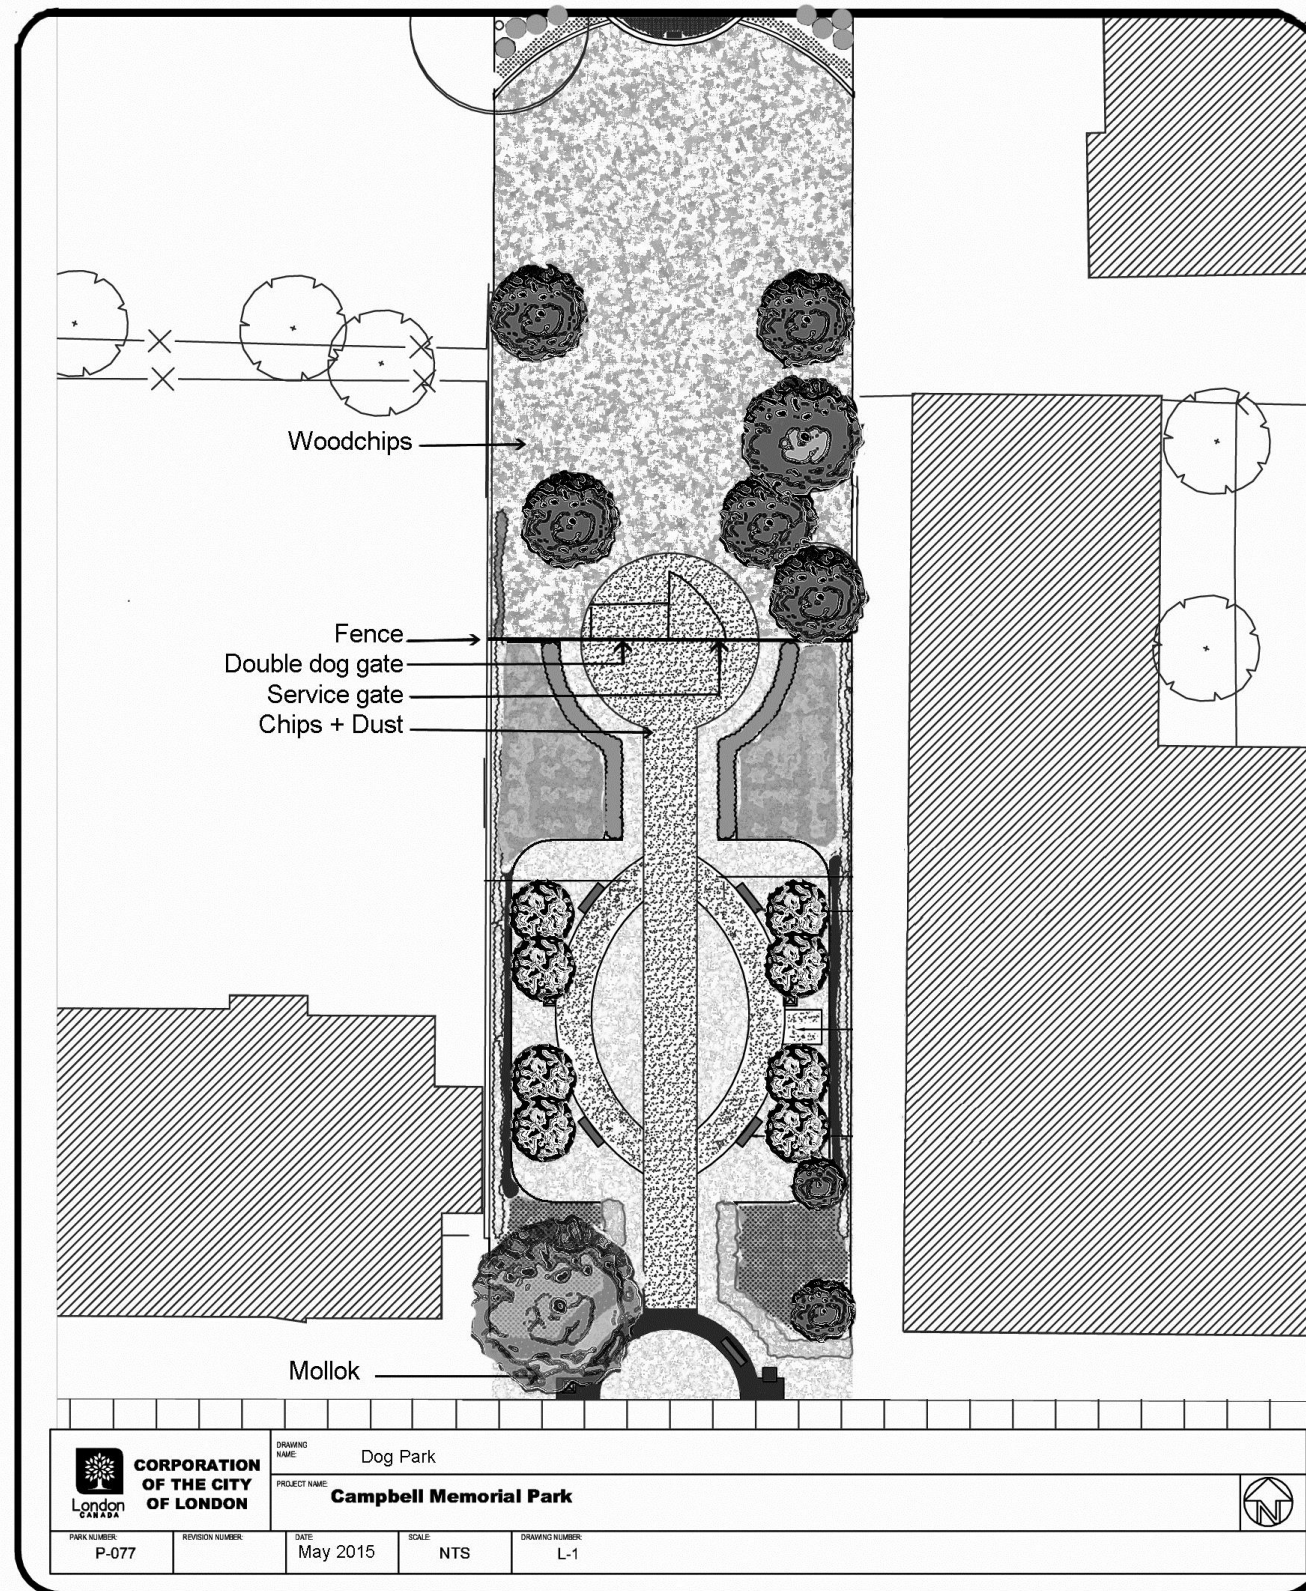 Woodchips
Fence
Double dog gate
Service gate
Chips + Dust
Mollok
London
CANADA
CORPORATION
OF THE CITY
OF LONDON
DRAWING
NAME:
Dog Park
PROJECT NAME:
Campbell Memorial Park
N
PARK NUMBER:
P-077
REVISION NUMBER:
DATE:
May 2015
SCALE:
NTS
DRAWING NUMBER:
L-1